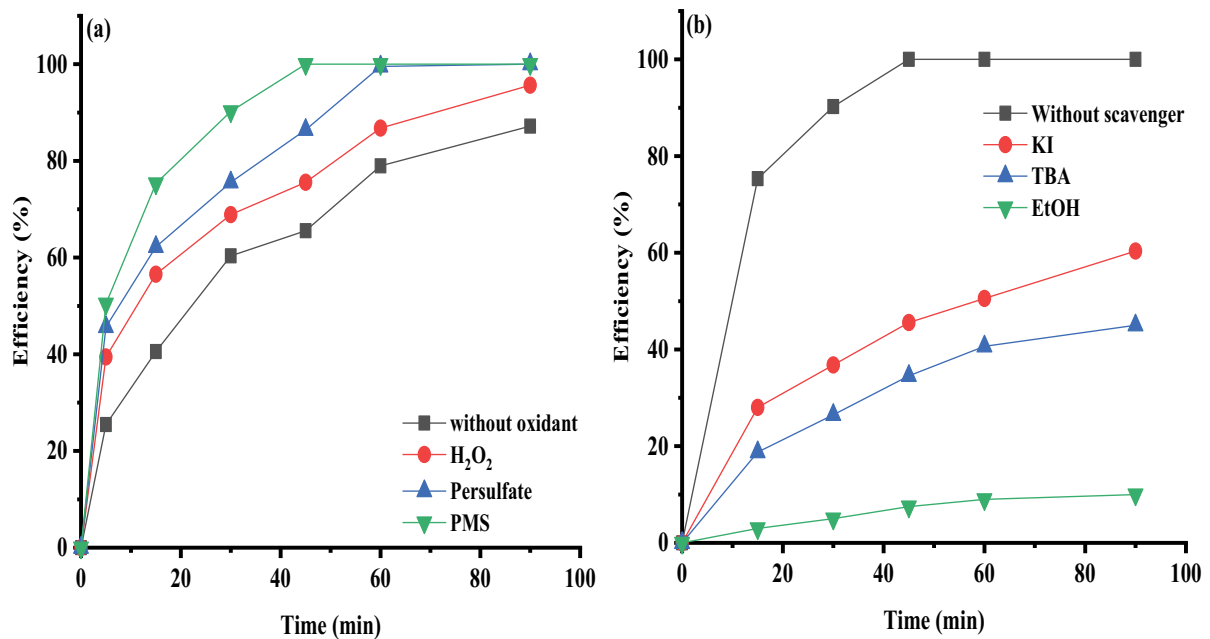 (a)
Efficiency (%)
100
80
60
40
20
0
0 20 40 60 80 100
Time (min)
without oxidant
H₂O₂
Persulfate
PMS
(b)
Efficiency (%)
100
80
60
40
20
0
0 20 40 60 80 100
Time (min)
Without scavenger
KI
TBA
EtOH